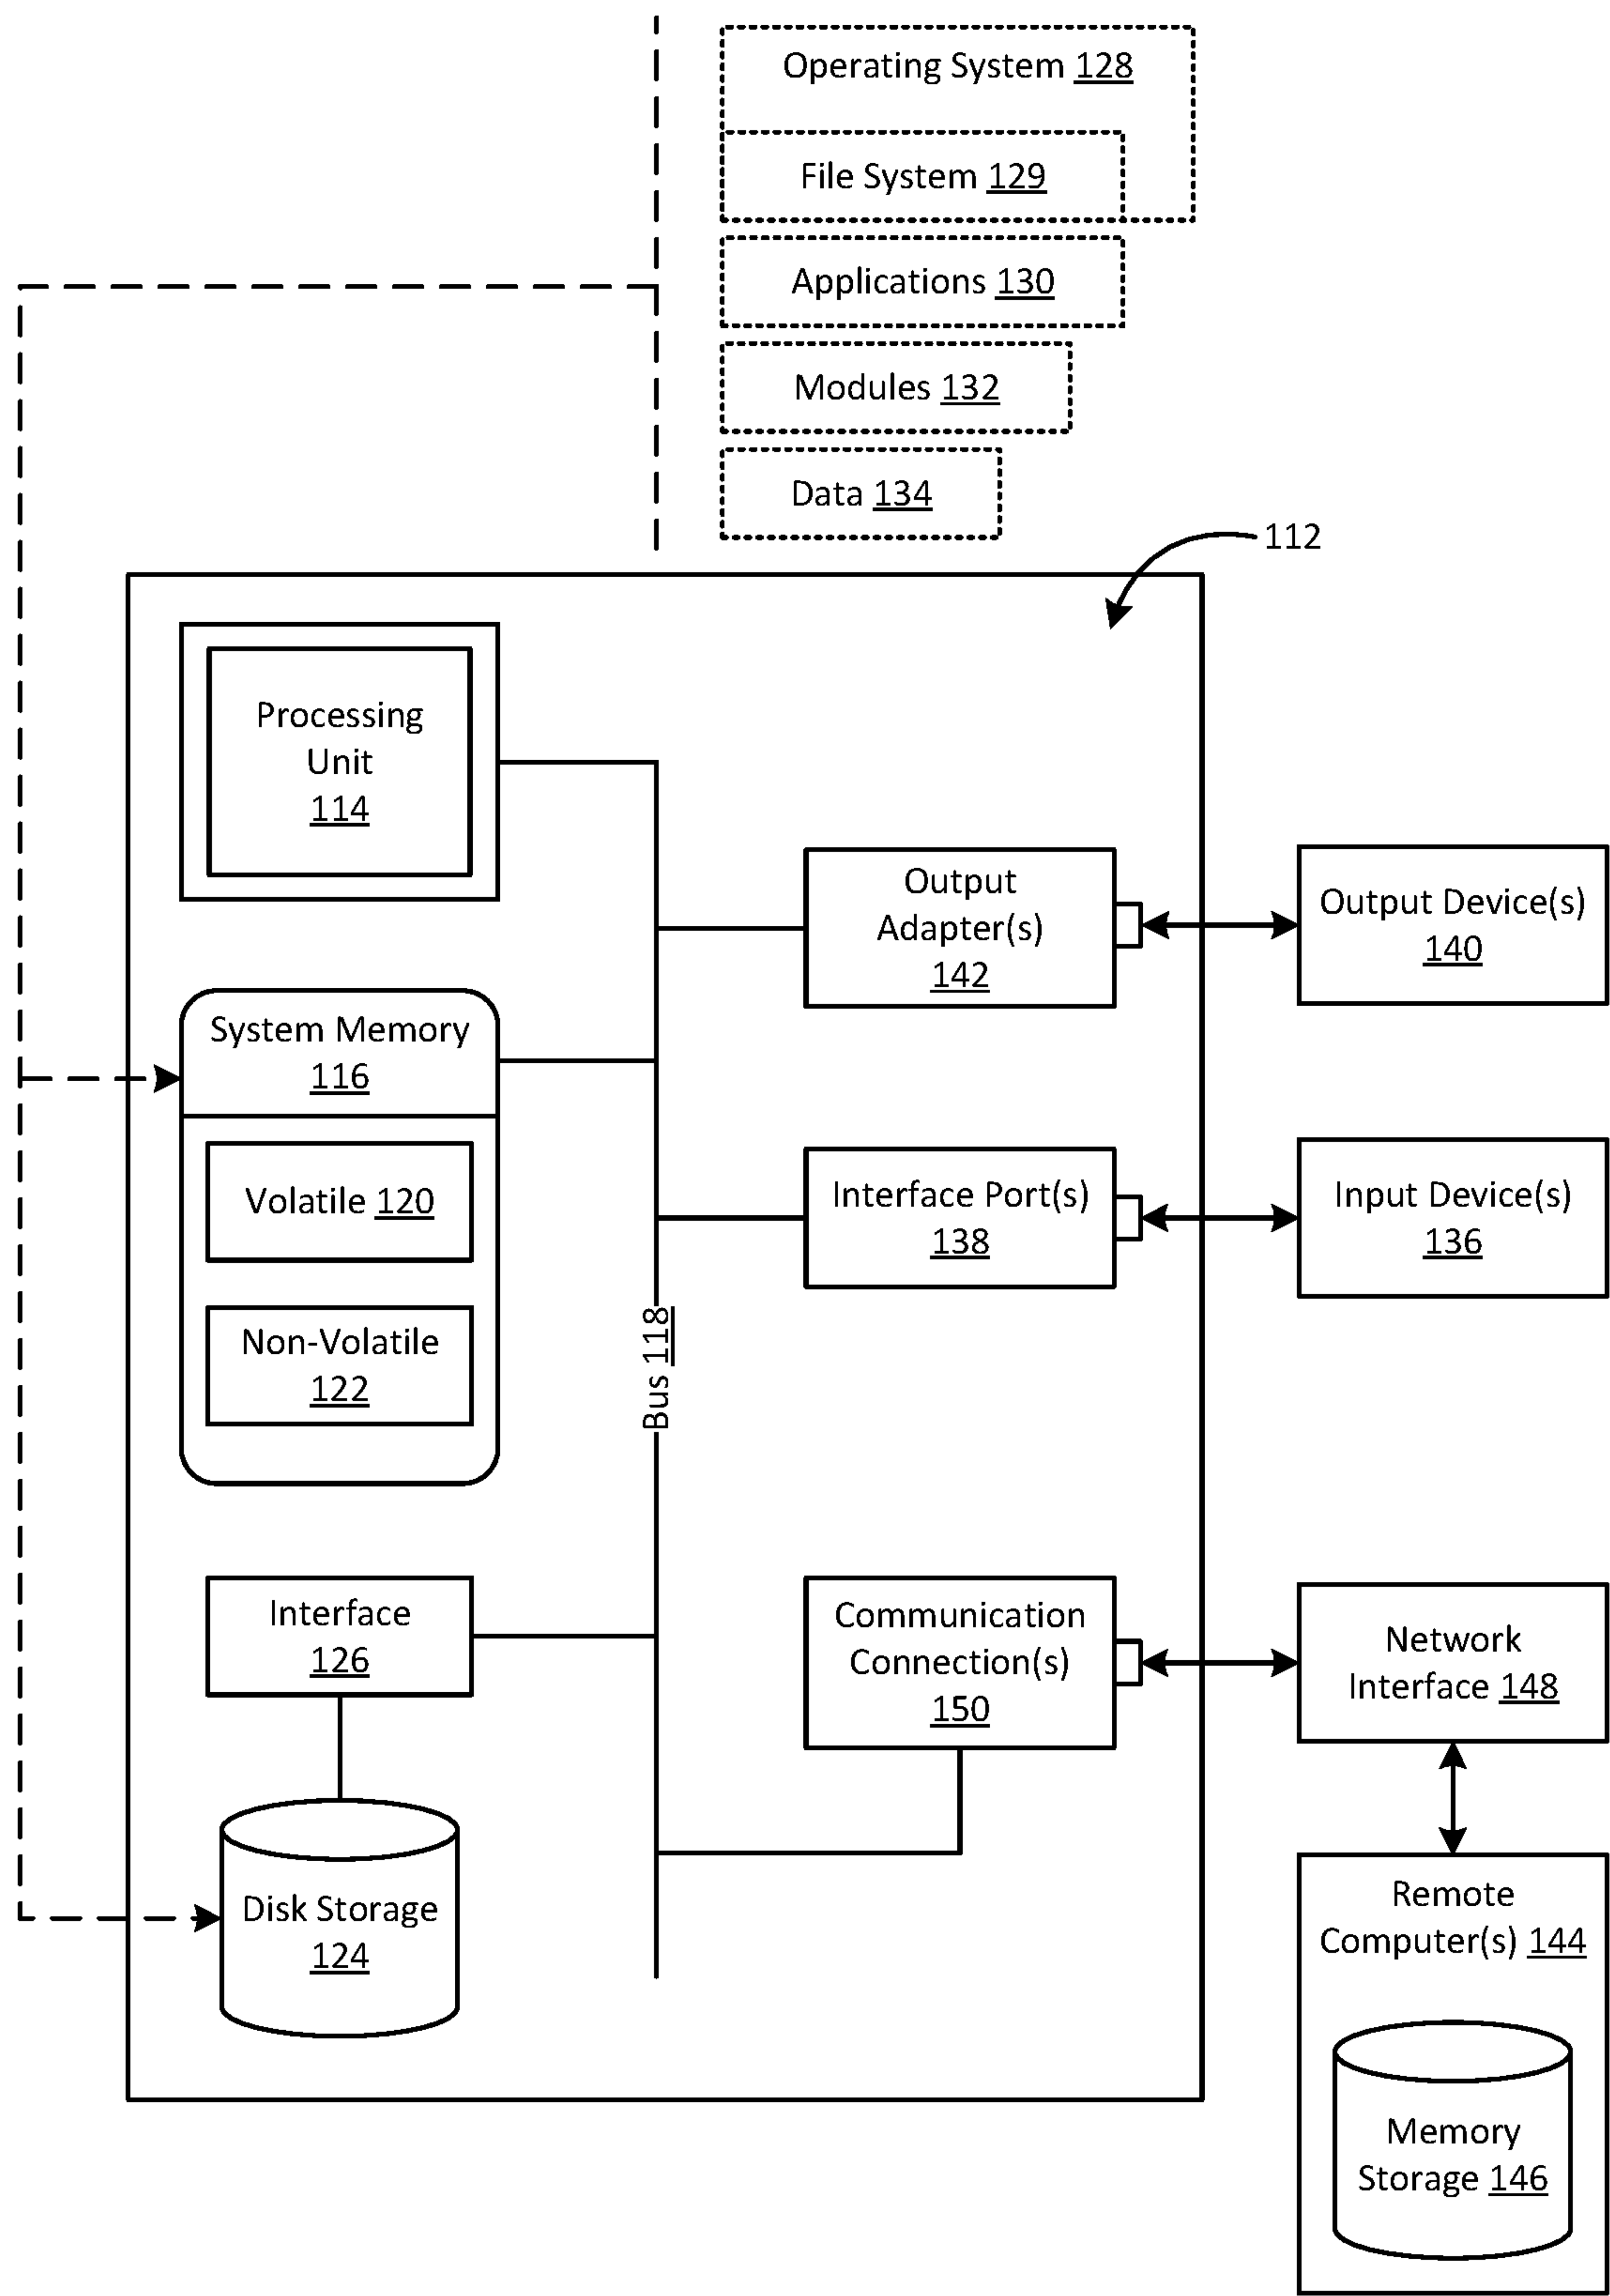 Operating System 128
File System 129
Applications 130
Modules 132
Data 134
112
Processing
Unit
114
Output
Adapter(s)
142
Output Device(s)
140
System Memory
116
Volatile 120
Non-Volatile
122
Interface Port(s)
138
Input Device(s)
136
Bus 118
Interface
126
Communication
Connection(s)
150
Network
Interface 148
Disk Storage
124
Remote
Computer(s) 144
Memory
Storage 146